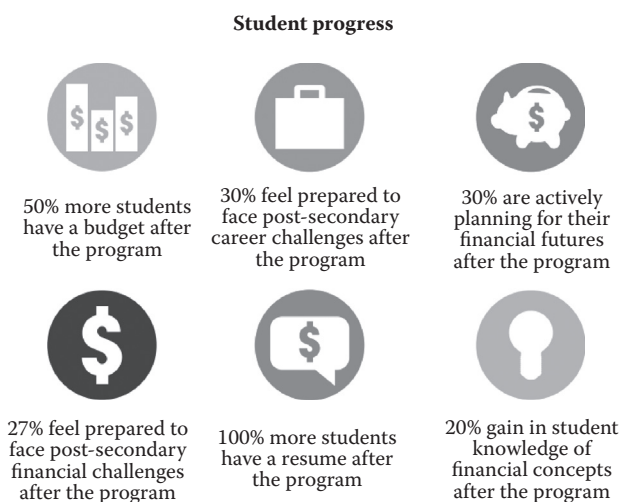 Student progress
$ $ $
$
50% more students
have a budget after
the program
30% feel prepared to
face post-secondary
career challenges after
the program
30% are actively
planning for their
financial futures
after the program
$
$
27% feel prepared to
face post-secondary
financial challenges
after the program
100% more students
have a resume after
the program
20% gain in student
knowledge of
financial concepts
after the program